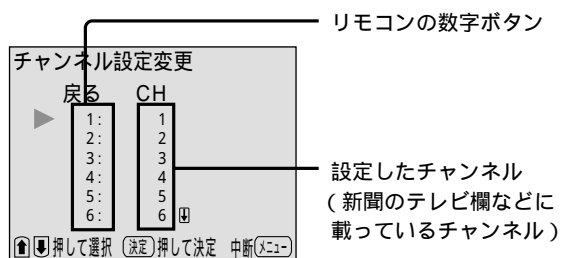 リモコンの数字ボタン
チャンネル設定変更
戻る CH
1: 1
2: 2
3: 3
4: 4
5: 5
6: 6
設定したチャンネル
(新聞のテレビ欄などに
載っているチャンネル)
押して選択 決定 押して決定 中断 メニュー